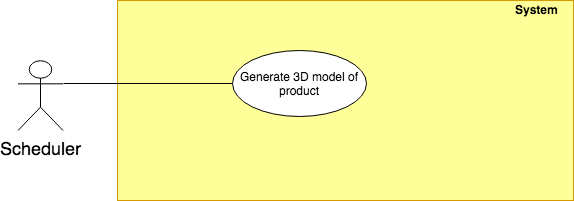 System
Generate 3D model of
product
Scheduler